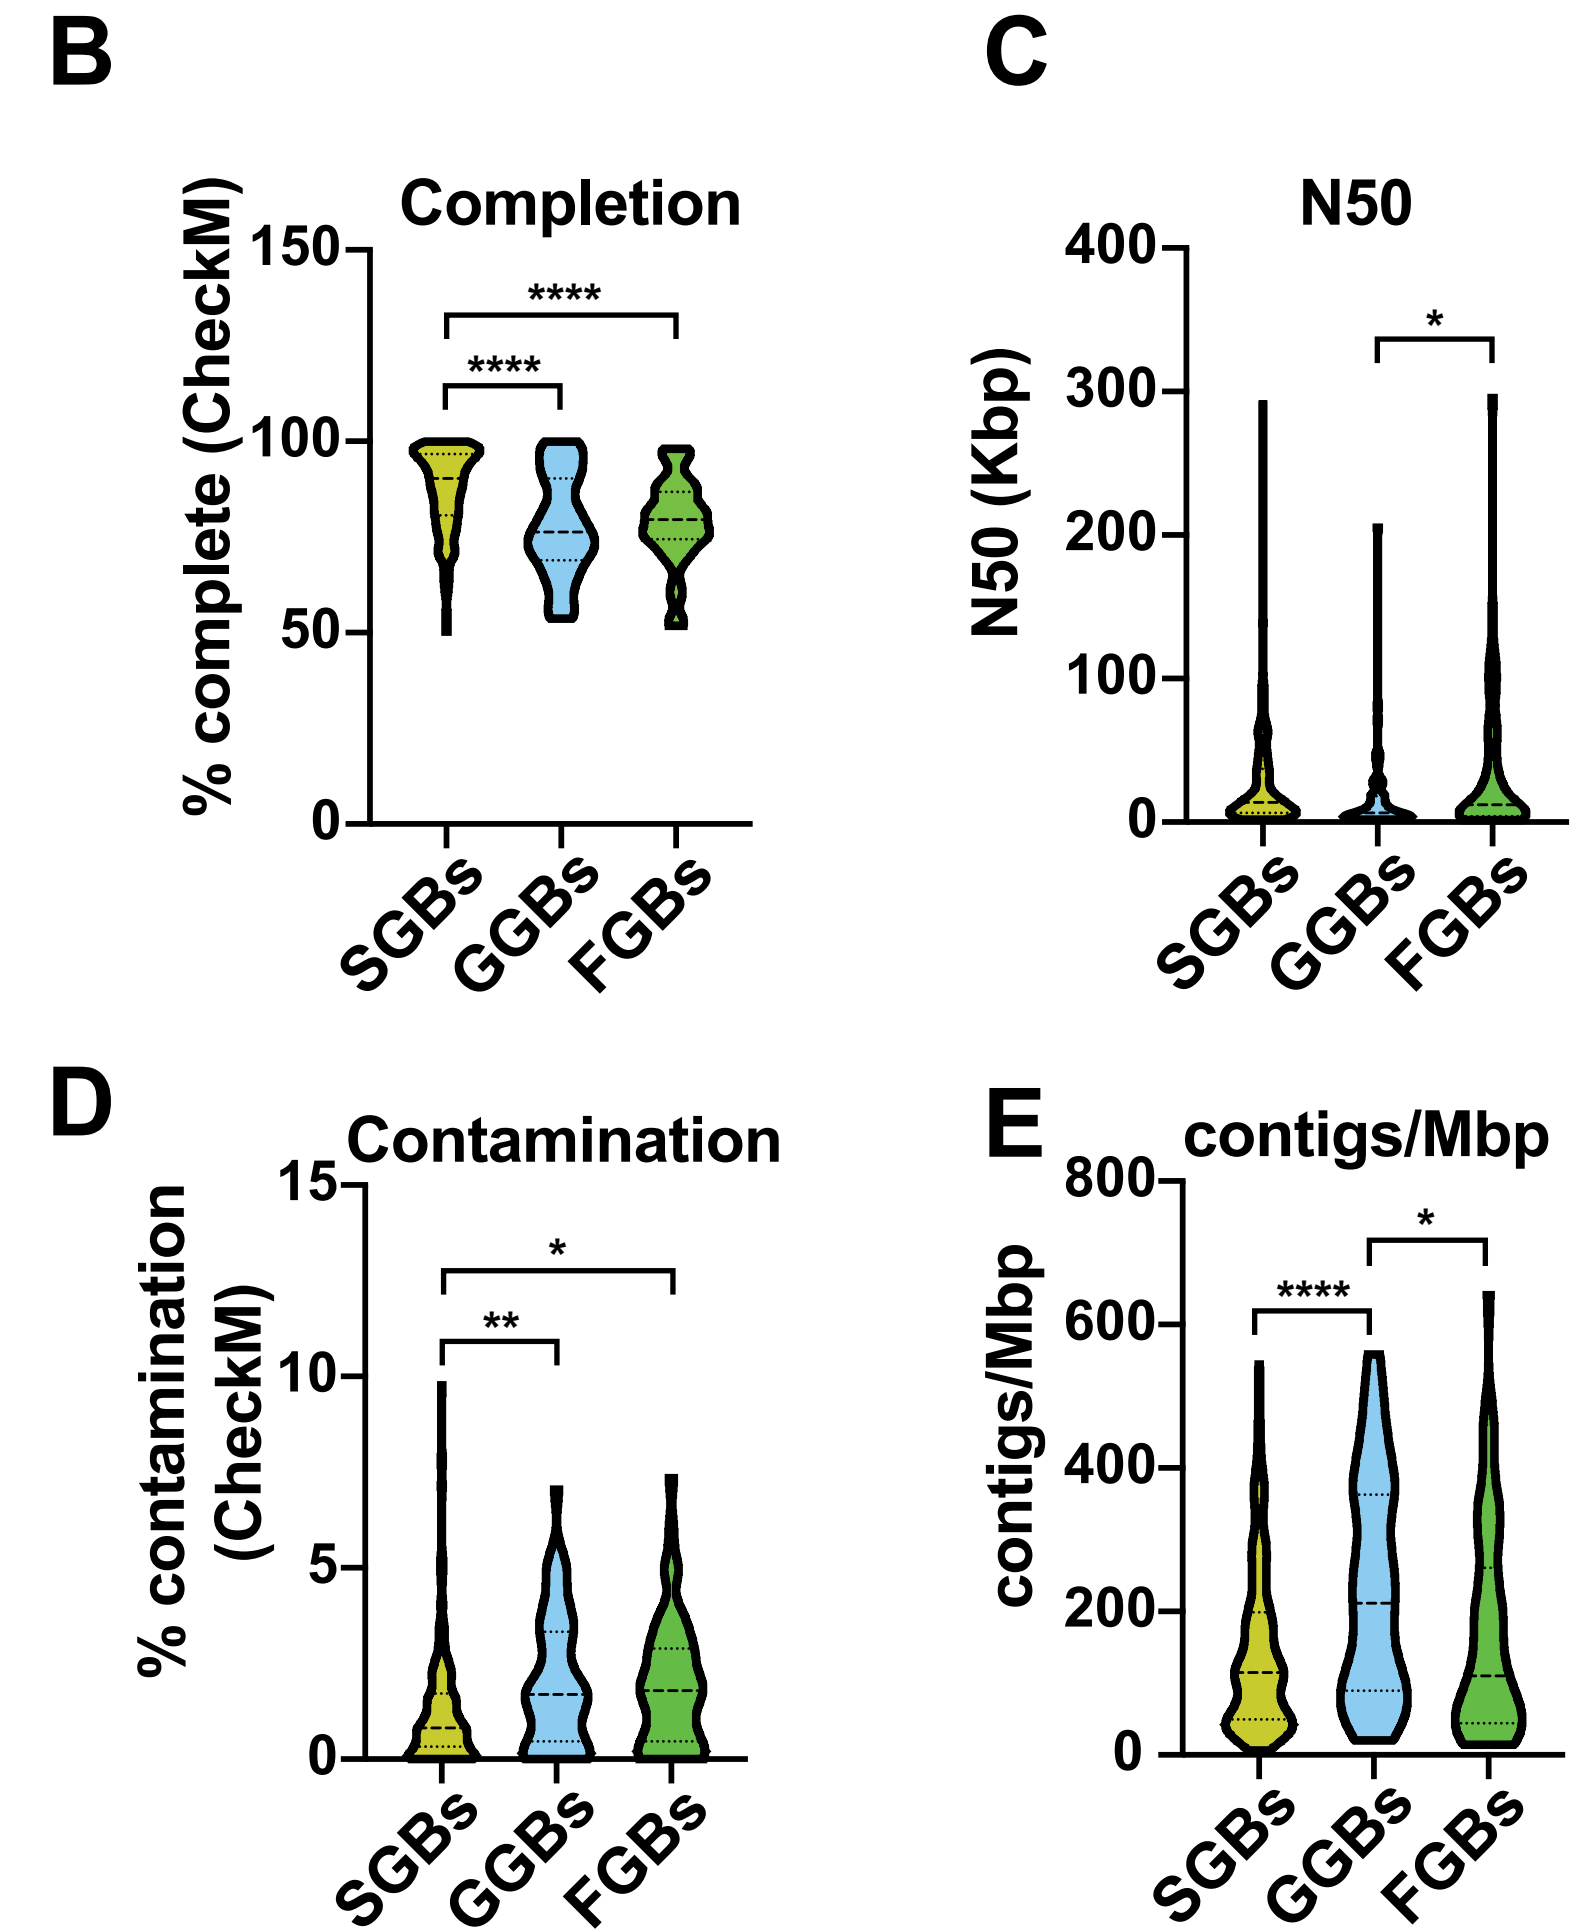 B
Completion
% complete (CheckM)
150
100
50
0
****
****
SGBs
GGBs
FGBs
C
N50
N50 (Kbp)
400
300
200
100
0
*
SGBs
GGBs
FGBs
D
Contamination
% contamination
(CheckM)
15
10
5
0
*
**
SGBs
GGBs
FGBs
E
contigs/Mbp
contigs/Mbp
800
600
400
200
0
*
****
SGBs
GGBs
FGBs